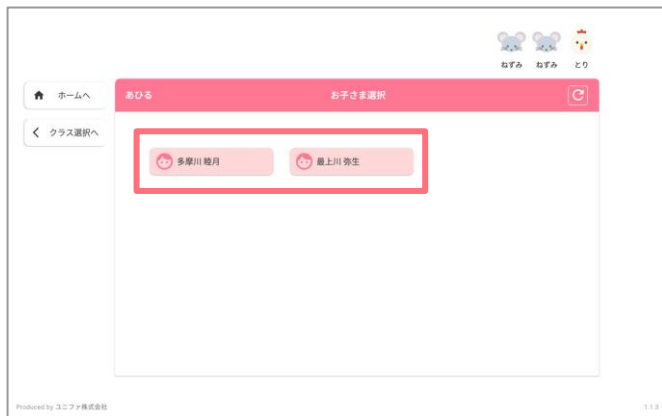 ねずみ ねずみ とり
ホームへ
あひる お子さま選択
クラス選択へ
多摩川 睦月 最上川 弥生
Produced by ユニファ株式会社 1.1.3